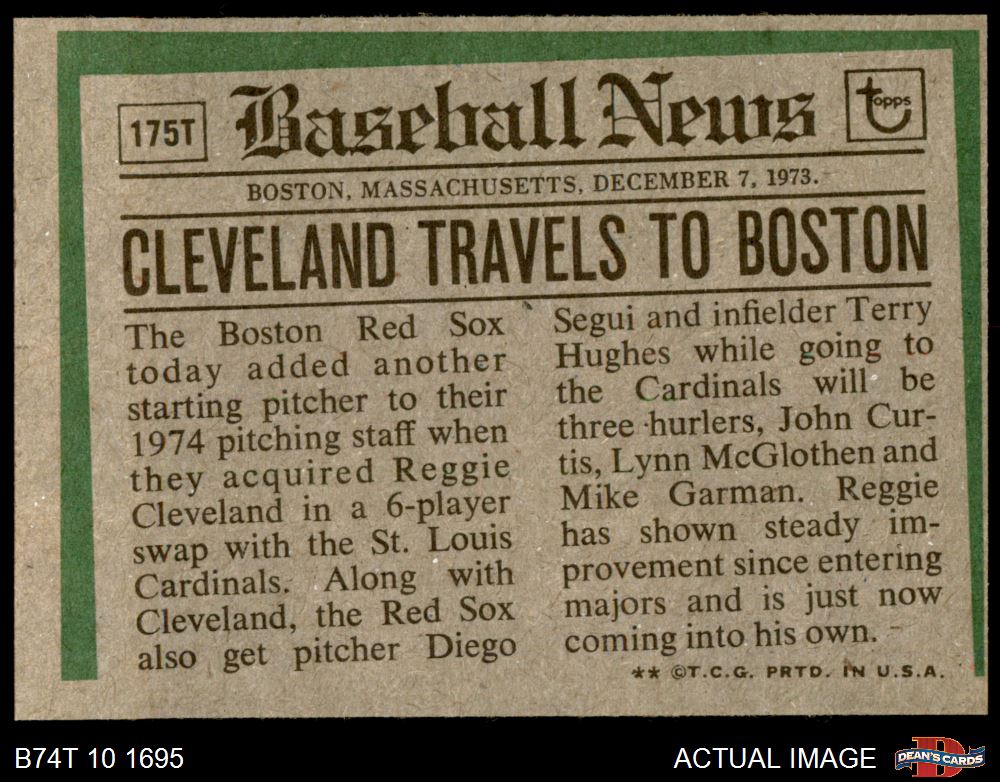 175T
Baseball News
topps
BOSTON, MASSACHUSETTS, DECEMBER 7, 1973.
CLEVELAND TRAVELS TO BOSTON
The Boston Red Sox
today added another
starting pitcher to their
1974 pitching staff when
they acquired Reggie
Cleveland in a 6-player
swap with the St. Louis
Cardinals. Along with
Cleveland, the Red Sox
also get pitcher Diego
Segui and infielder Terry
Hughes while going to
the Cardinals will be
three hurlers, John Cur-
tis, Lynn McGlothen and
Mike Garman. Reggie
has shown steady im-
provement since entering
majors and is just now
coming into his own.
** ©T.C.G. PRTD. IN U.S.A.
B74T 10 1695
ACTUAL IMAGE
D
DEAN'S CARDS